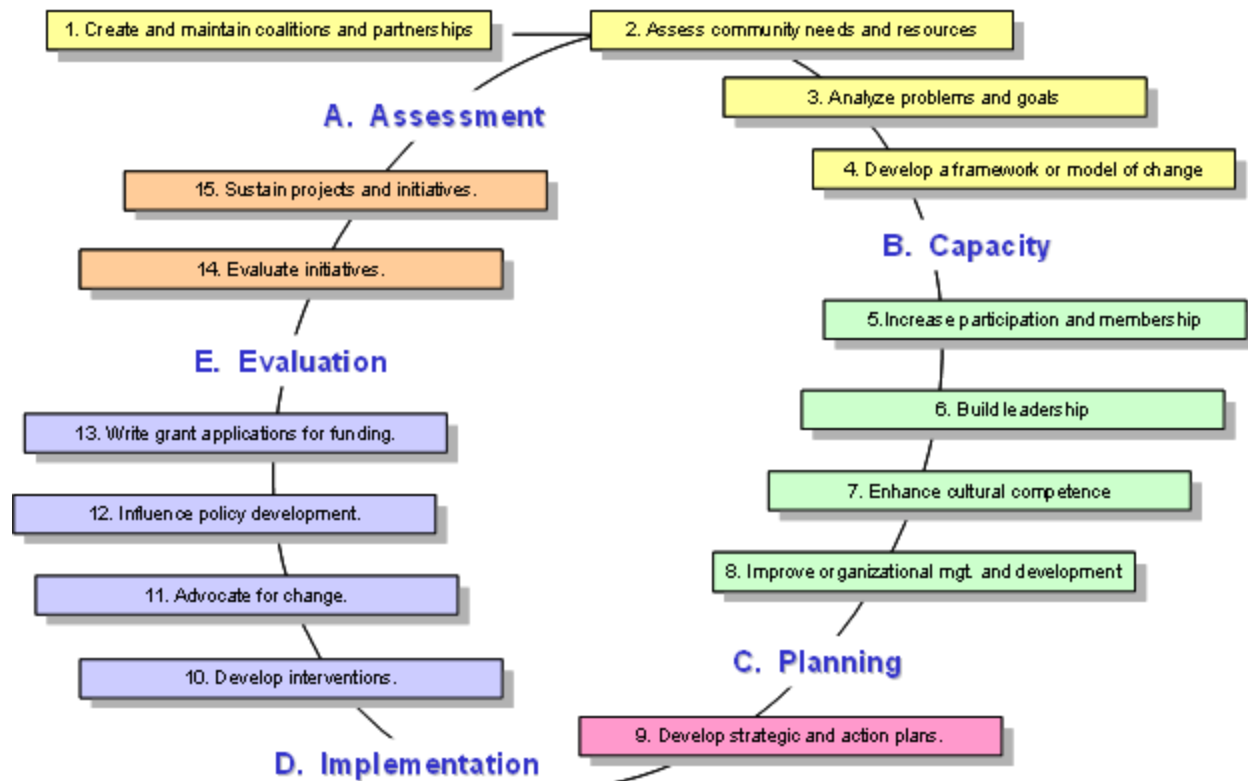 1. Create and maintain coalitions and partnerships
2. Assess community needs and resources
3. Analyze problems and goals
A. Assessment
4. Develop a framework or model of change
15. Sustain projects and initiatives.
B. Capacity
14. Evaluate initiatives.
5.Increase participation and membership
E. Evaluation
6. Build leadership
13. Write grant applications for funding.
7. Enhance cultural competence
12. Influence policy development.
8. Improve organizational mgt. and development
11. Advocate for change.
C. Planning
10. Develop interventions.
9. Develop strategic and action plans.
D. Implementation